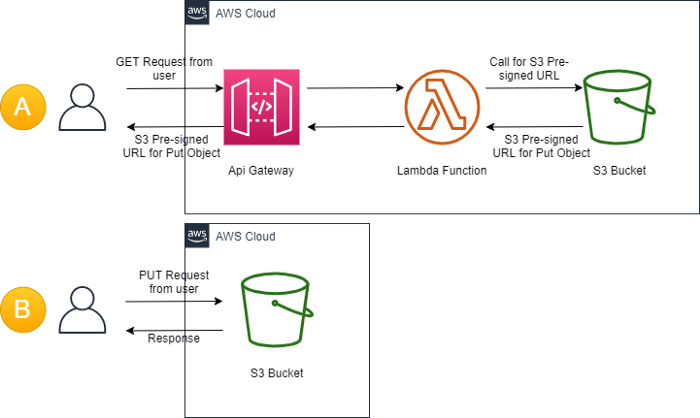 aws AWS Cloud
GET Request from
user
Call for S3 Pre-
signed URL
A
S3 Pre-signed
URL for Put Object
S3 Pre-signed
URL for Put Object
Api Gateway
Lambda Function
S3 Bucket
aws AWS Cloud
PUT Request
from user
B
Response
S3 Bucket